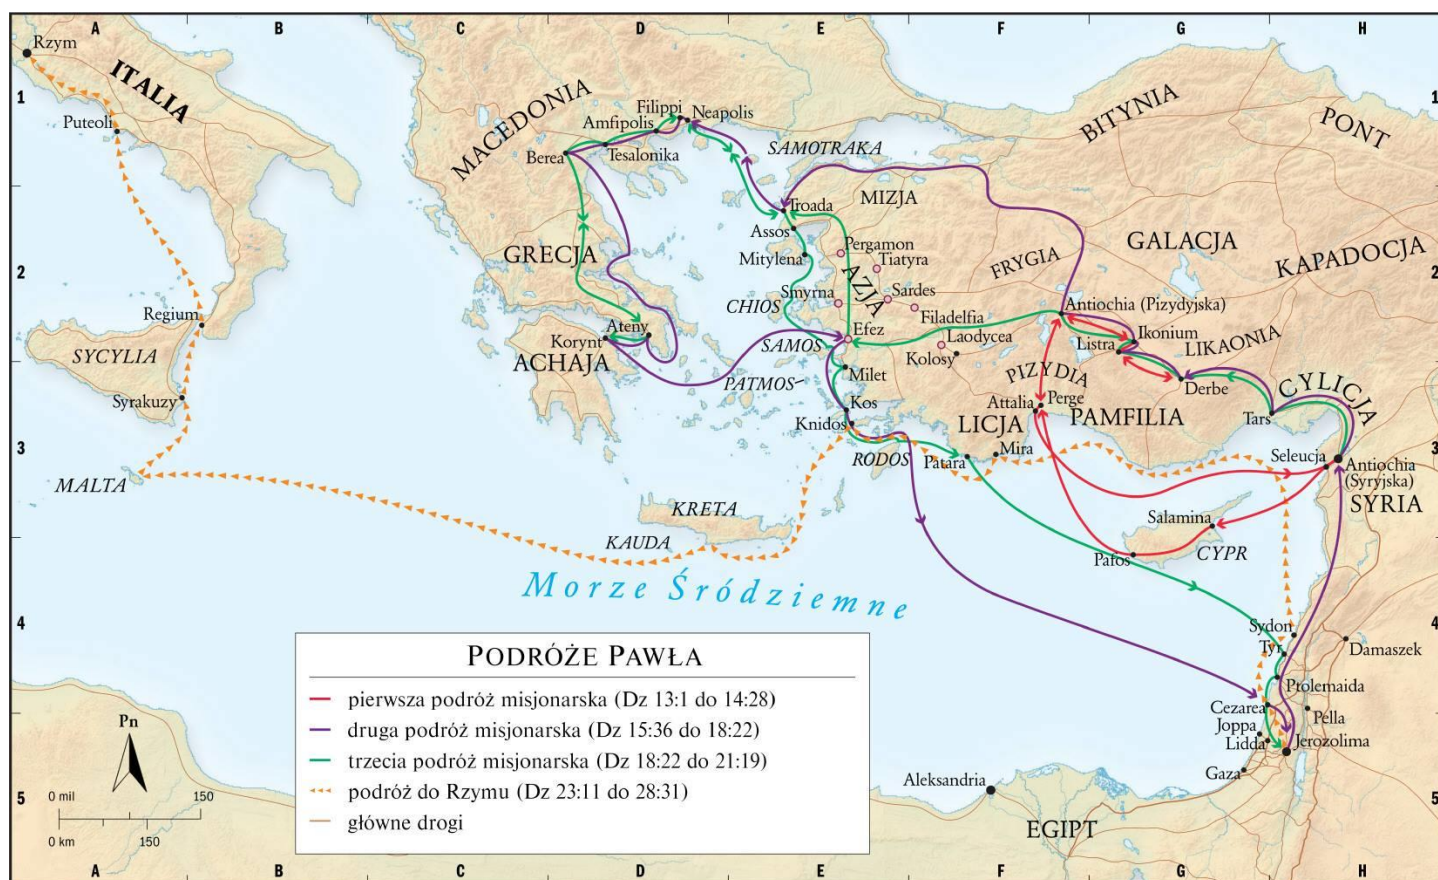 A B C D E F G H
Rzym
ITALIA
1
Puteoli
MACEDONIA
Filippi
Neapolis
Amfipolis
Berea
Tesalonika
SAMOTRAKA
BITYNIA
PONT
1
Troada
MIZJA
Assos
Mitylena
Pergamon
Tiatyra
AZJA
GRECJA
FRYGIA
GALACJA
KAPADOCJA
2
2
CHIOS
Smyrna
Sardes
Filadelfia
Antiochia (Pizydyjska)
Regium
Ateny
Korynt
ACHAJA
Efez
SAMOS
Laodycea
Kolosy
Ikonium
Listra
LIKAONIA
SYCYLIA
PATMOS
Milet
PIZYDIA
Derbe
CYLICJA
Syrakuzy
Kos
Knidos
Attalia
Perge
LICJA
PAMFILIA
Tars
3
3
RODOS
Patara
Mira
Seleucja
Antiochia
(Syryjska)
SYRIA
MALTA
KRETA
KAUDA
Salamina
Pafos
CYPR
Morze Śródziemne
4
4
Sydon
Tyr
Damaszek
Ptolemaida
Cezarea
Joppa
Lidda
Pella
Jerozolima
Gaza
Aleksandria
EGIPT
5
5
PODRÓŻE PAWŁA
pierwsza podróż misjonarska (Dz 13:1 do 14:28)
druga podróż misjonarska (Dz 15:36 do 18:22)
trzecia podróż misjonarska (Dz 18:22 do 21:19)
podróż do Rzymu (Dz 23:11 do 28:31)
główne drogi
Pn
0 mil 150
0 km 150
A B C D E F G H